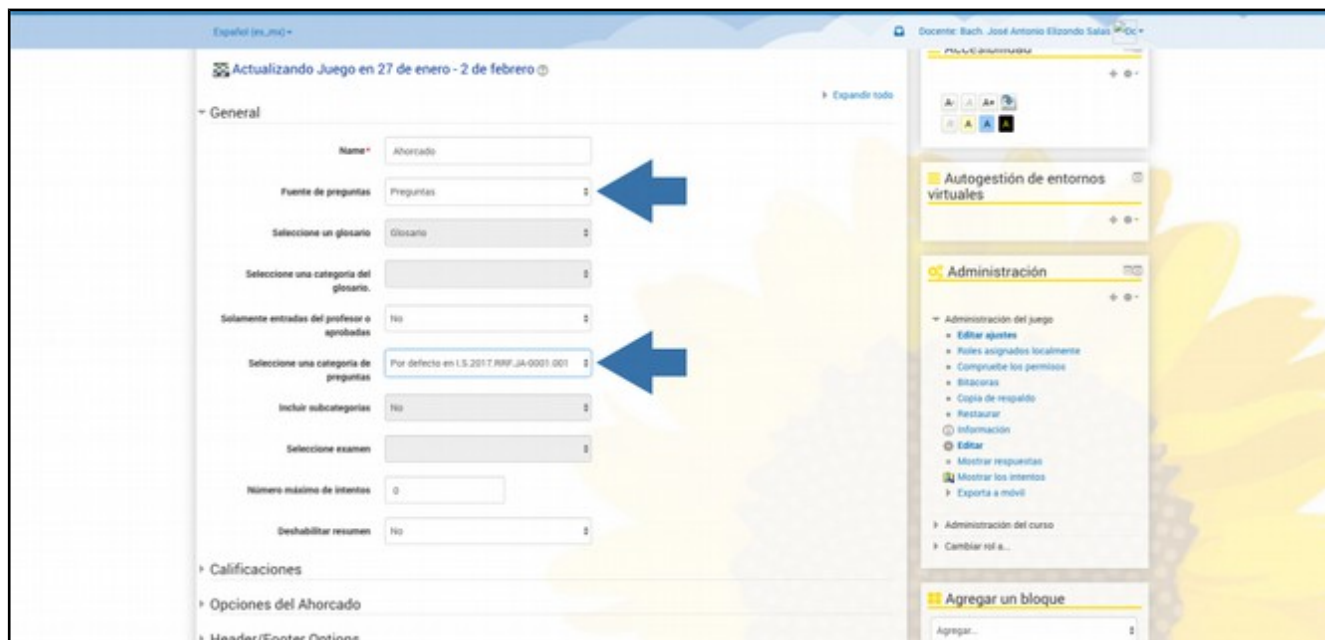 Español (es_mx)
Docente: Bach. José Antonio Elizondo Salas
Actualizando Juego en 27 de enero - 2 de febrero
Expandir todo
General
Name*
Ahorcado
Fuente de preguntas
Preguntas
Seleccione un glosario
Glosario
Seleccione una categoría del
glosario.
Solamente entradas del profesor o
aprobadas
No
Seleccione una categoría de
preguntas
Por defecto en I.S.2017.RRF.JA-0001.001
Incluir subcategorías
No
Seleccione examen
Número máximo de intentos
0
Deshabilitar resumen
No
Calificaciones
Opciones del Ahorcado
Header/Footer Options
Accesibilidad
A- A A+
A A A A
Autogestión de entornos
virtuales
Administración
Administración del juego
Editar ajustes
Roles asignados localmente
Compruebe los permisos
Bitácoras
Copia de respaldo
Restaurar
Información
Editar
Mostrar respuestas
Mostrar los intentos
Exporta a móvil
Administración del curso
Cambiar rol a...
Agregar un bloque
Agregar...